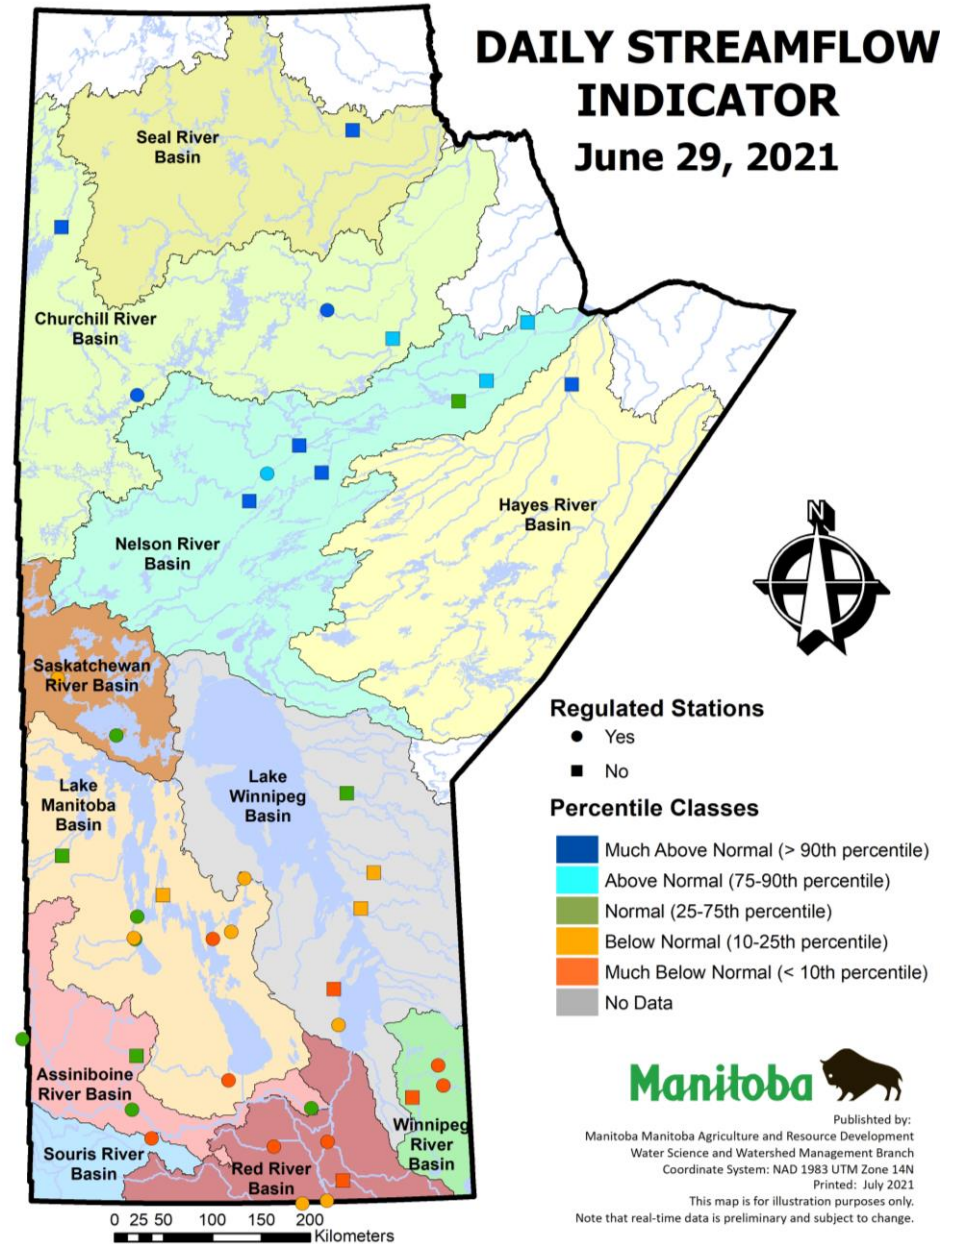 DAILY STREAMFLOW
INDICATOR
June 29, 2021
Seal River
Basin
Churchill River
Basin
Hayes River
Basin
Nelson River
Basin
N
Saskatchewan
River Basin
Lake
Manitoba
Basin
Lake
Winnipeg
Basin
Assiniboine
River Basin
Souris River
Basin
Red River
Basin
Winnipeg
River
Basin
0 25 50 100 150 200
Kilometers
Regulated Stations
Yes
No
Percentile Classes
Much Above Normal (> 90th percentile)
Above Normal (75-90th percentile)
Normal (25-75th percentile)
Below Normal (10-25th percentile)
Much Below Normal (< 10th percentile)
No Data
Manitoba
Publishted by:
Manitoba Manitoba Agriculture and Resource Development
Water Science and Watershed Management Branch
Coordinate System: NAD 1983 UTM Zone 14N
Printed: July 2021
This map is for illustration purposes only.
Note that real-time data is preliminary and subject to change.